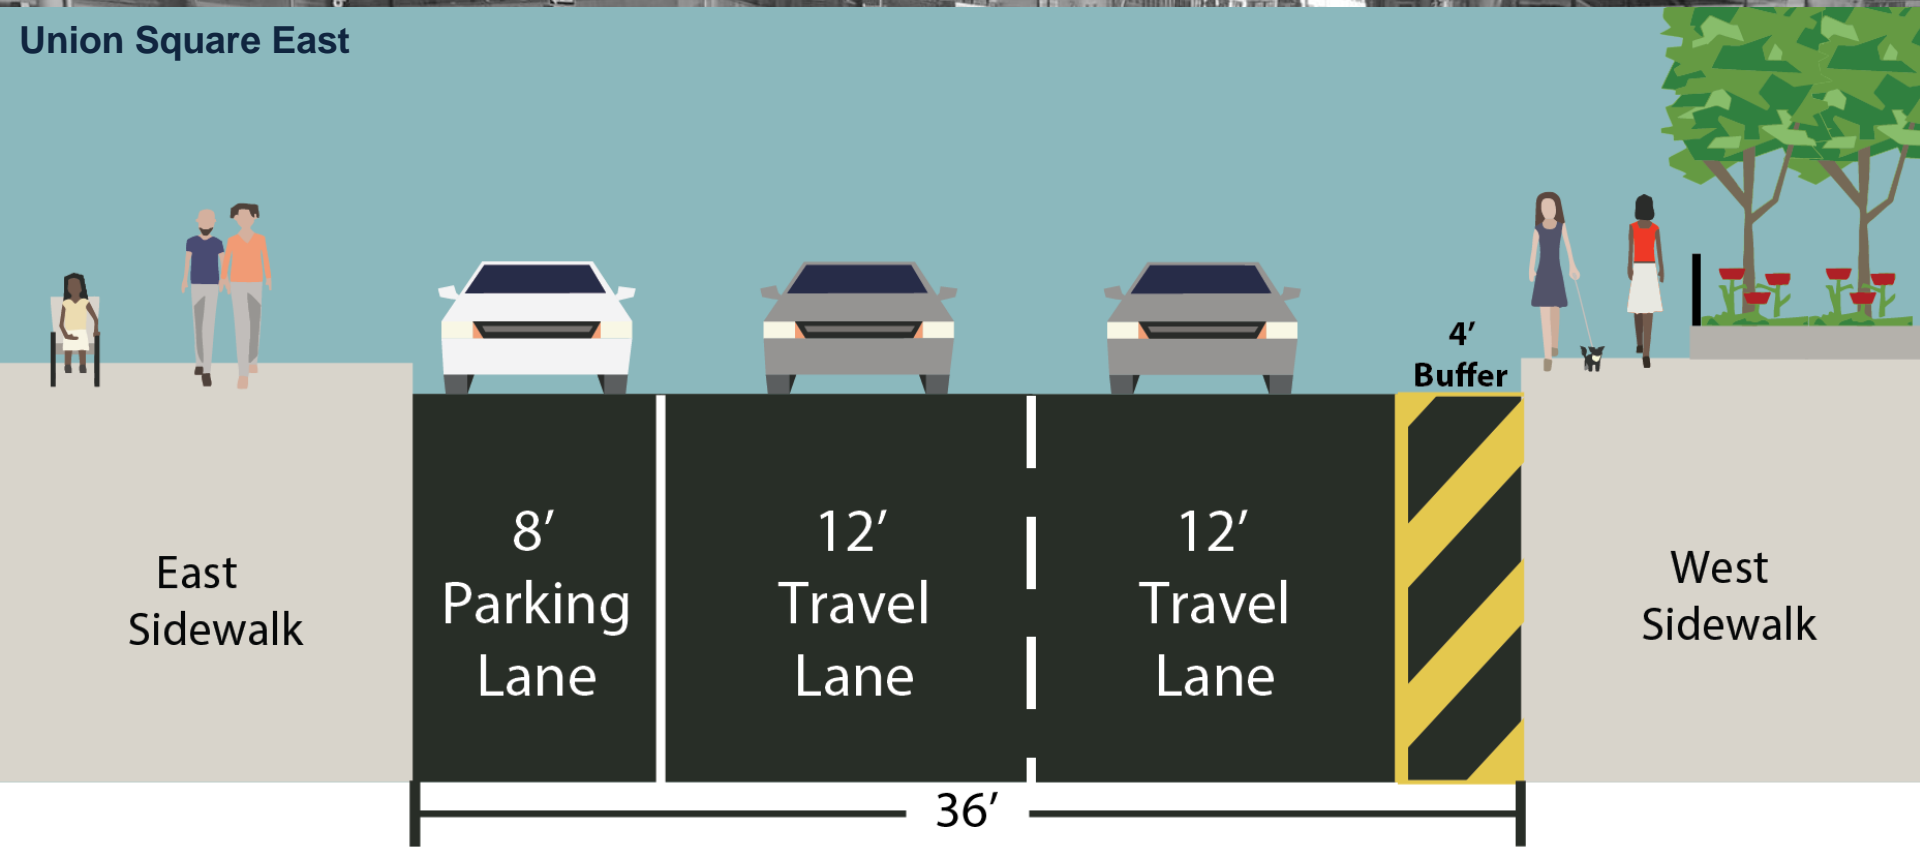 Union Square East
4’
Buffer
8’
Parking
Lane
12’
Travel
Lane
12’
Travel
Lane
East
Sidewalk
West
Sidewalk
36’